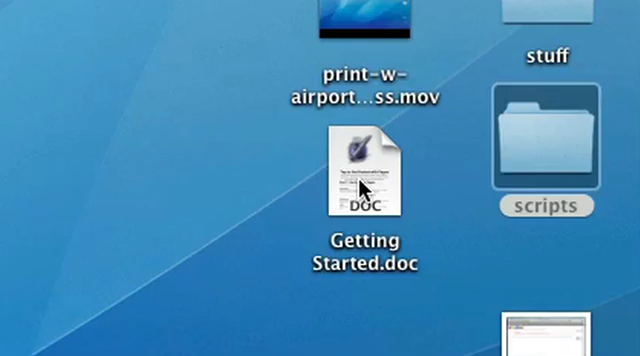 stuff
print-w-
airport...ss.mov
scripts
DOC
Getting
Started.doc